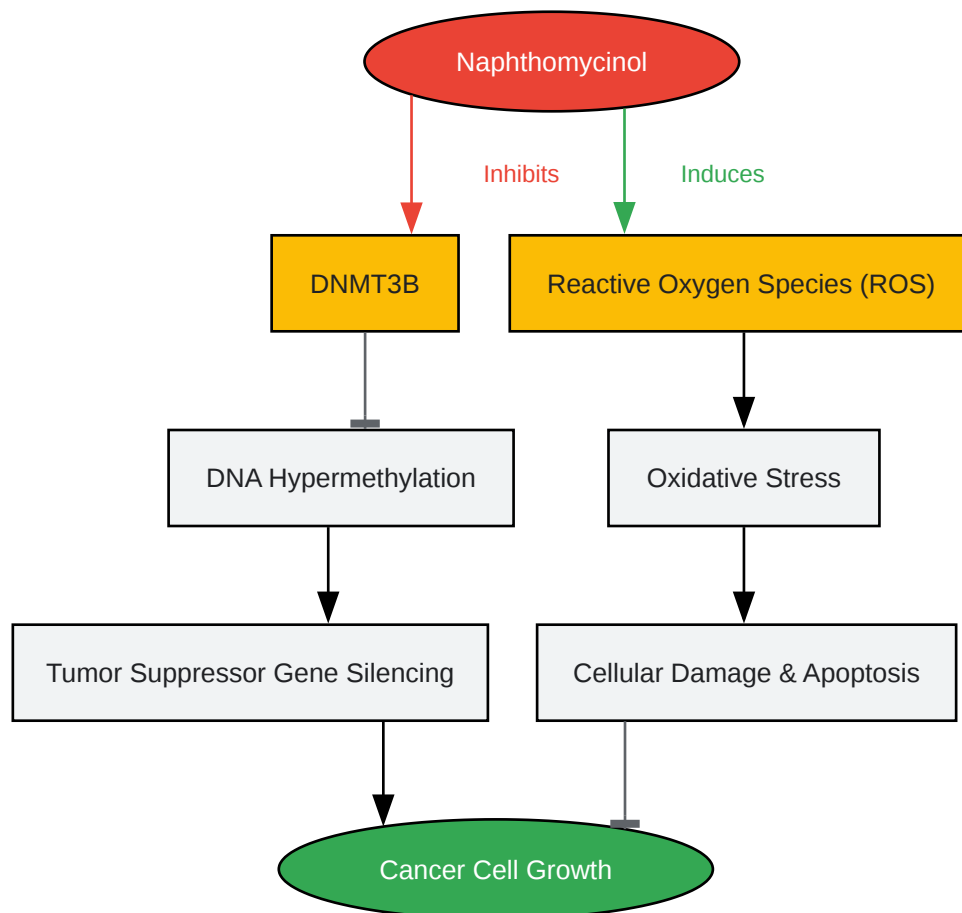 Naphthomycinol
Inhibits
Induces
DNMT3B
Reactive Oxygen Species (ROS)
DNA Hypermethylation
Oxidative Stress
Tumor Suppressor Gene Silencing
Cellular Damage & Apoptosis
Cancer Cell Growth